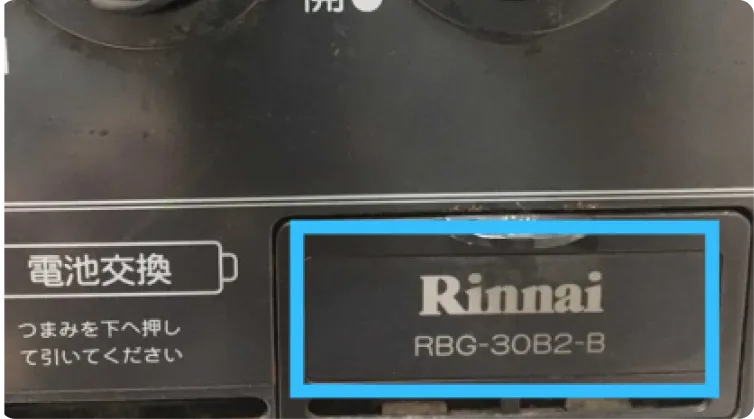 開
電池交換
つまみを下へ押し
て引いてください
Rinnai
RBG-30B2-B